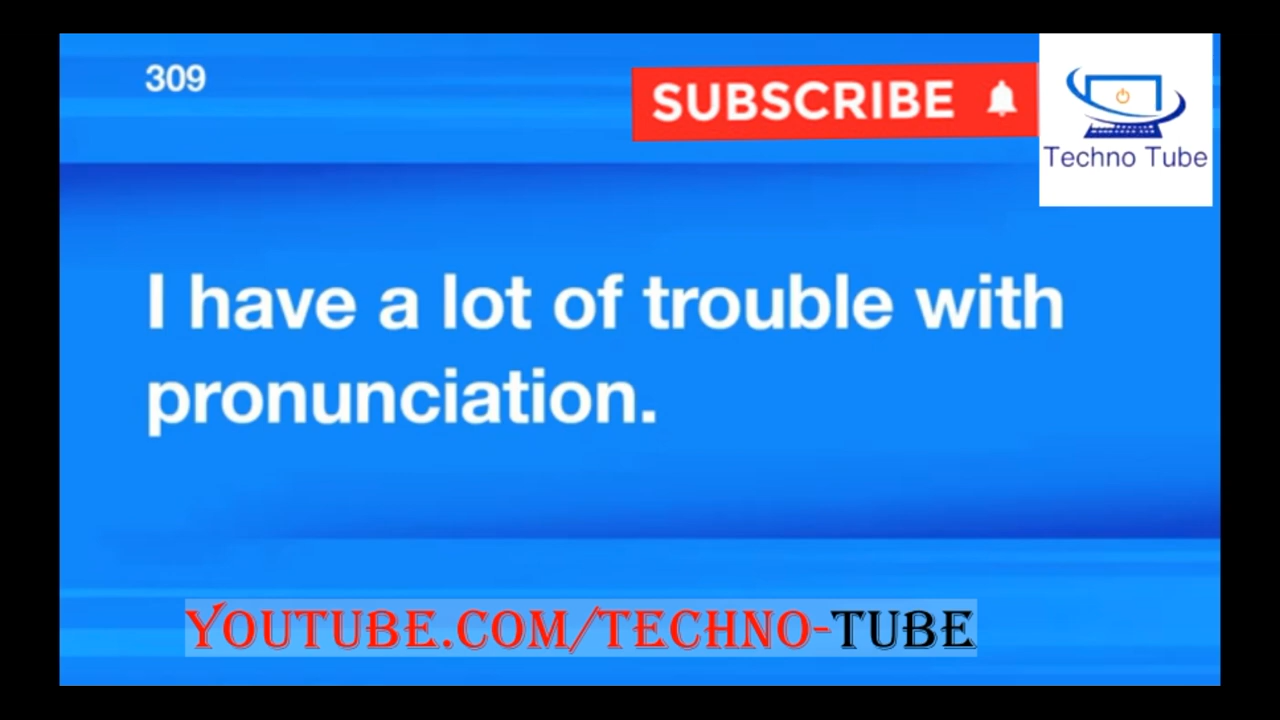 309
SUBSCRIBE
Techno Tube
I have a lot of trouble with
pronunciation.
YOUTUBE.COM/TECHNO-TUBE